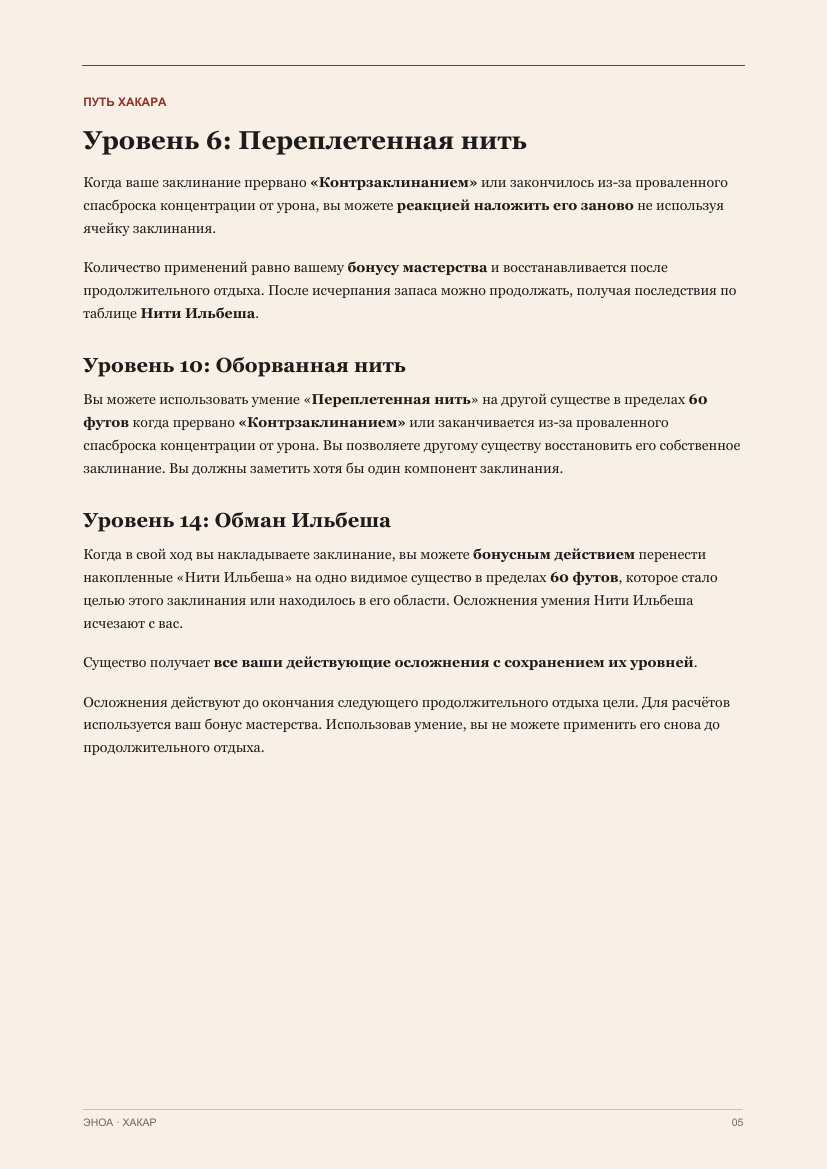 ПУТЬ ХАКАРА
Уровень 6: Переплетенная нить
Когда ваше заклинание прервано «Контрзаклинанием» или закончилось из-за проваленного
спасброска концентрации от урона, вы можете реакцией наложить его заново не используя
ячейку заклинания.
Количество применений равно вашему бонусу мастерства и восстанавливается после
продолжительного отдыха. После исчерпания запаса можно продолжать, получая последствия по
таблице Нити Ильбеша.
Уровень 10: Оборванная нить
Вы можете использовать умение «Переплетенная нить» на другой существе в пределах 60
футов когда прервано «Контрзаклинанием» или заканчивается из-за проваленного
спасброска концентрации от урона. Вы позволяете другому существу восстановить его собственное
заклинание. Вы должны заметить хотя бы один компонент заклинания.
Уровень 14: Обман Ильбеша
Когда в свой ход вы накладываете заклинание, вы можете бонусным действием перенести
накопленные «Нити Ильбеша» на одно видимое существо в пределах 60 футов, которое стало
целью этого заклинания или находилось в его области. Осложнения умения Нити Ильбеша
исчезают с вас.
Существо получает все ваши действующие осложнения с сохранением их уровней.
Осложнения действуют до окончания следующего продолжительного отдыха цели. Для расчётов
используется ваш бонус мастерства. Использовав умение, вы не можете применить его снова до
продолжительного отдыха.
ЭНОА · ХАКАР
05